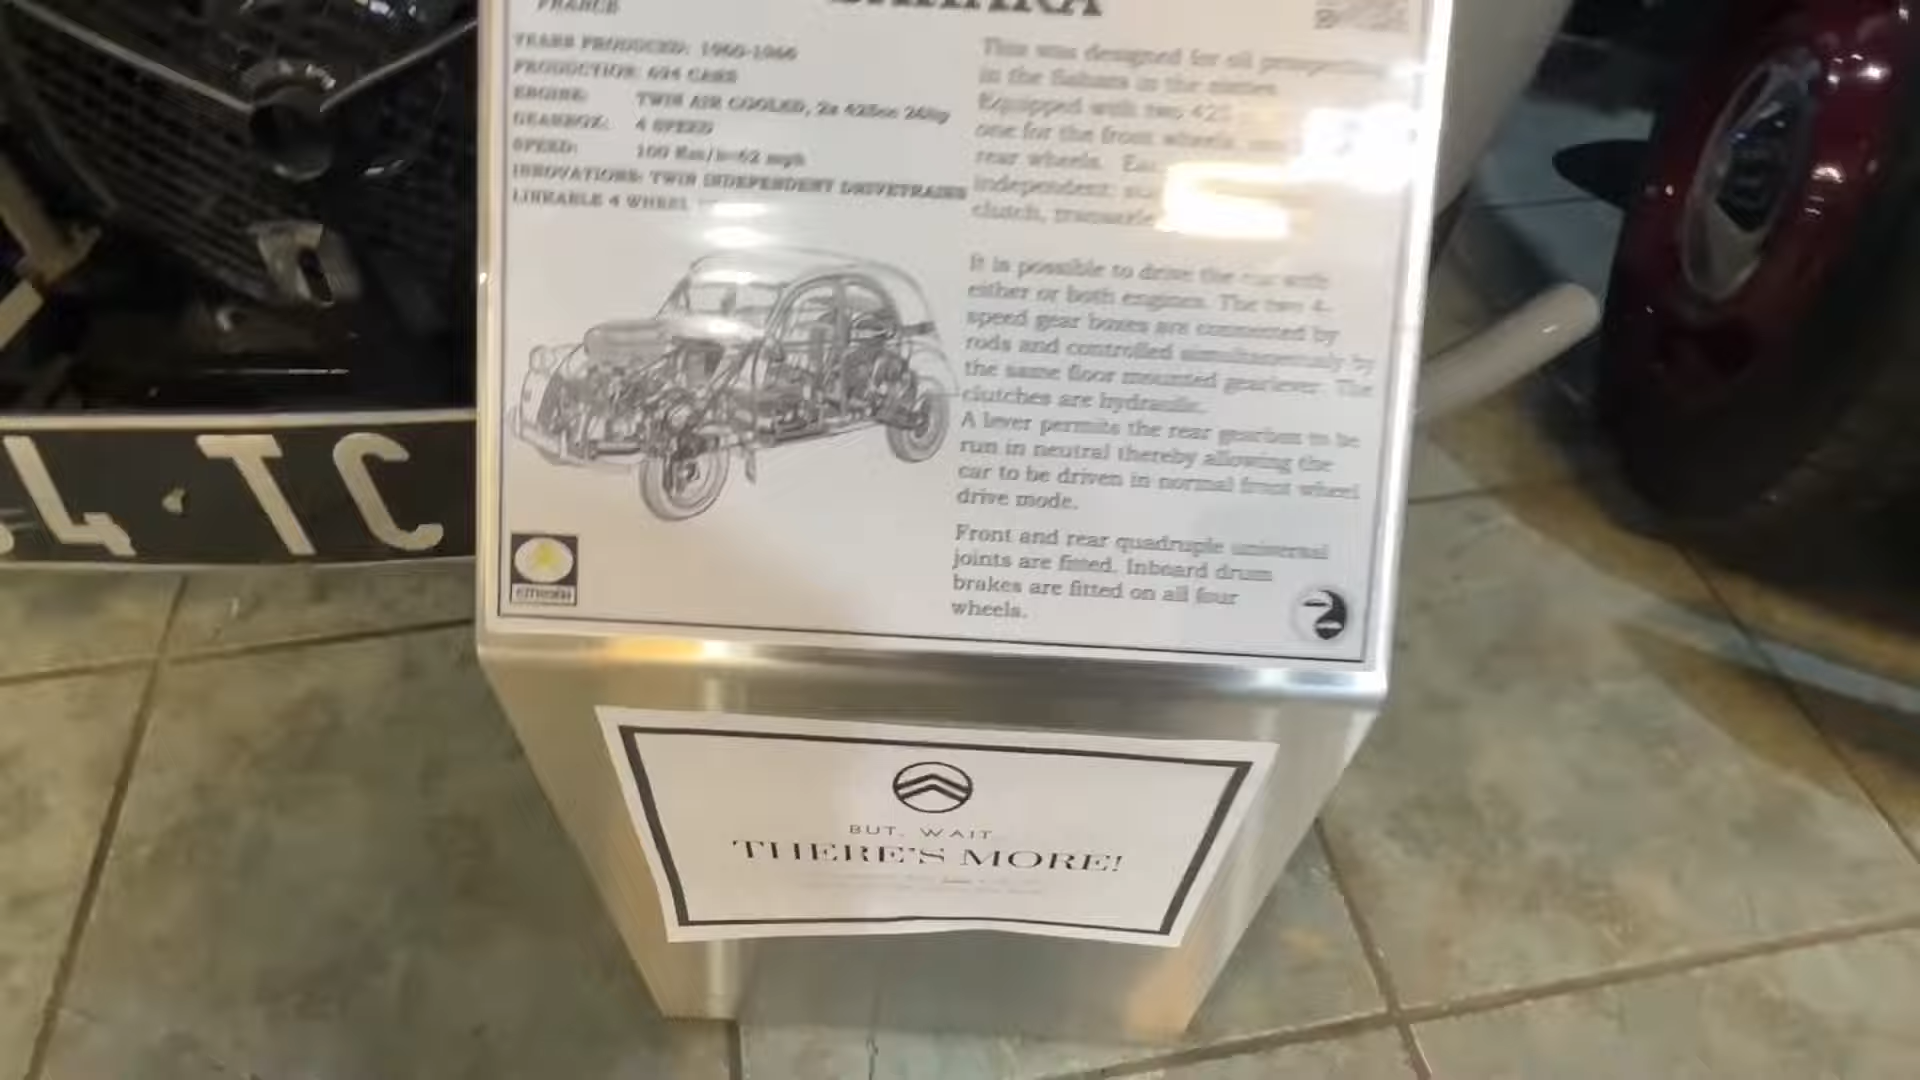 FRANCE
SAHARA
YEARS PRODUCED: 1960-1966
PRODUCTION: 694 CARS
ENGINE: TWIN AIR COOLED, 2x 425cc 26Hp
GEARBOX: 4 SPEED
SPEED: 100 Km/h=62 mph
INNOVATIONS: TWIN INDEPENDENT DRIVETRAINS
LINKABLE 4 WHEEL
This was designed for oil
in the Sahara in the
Equipped with two 425
one for the front wheels,
rear wheels.
independent:
clutch, transaxle
It is possible to drive the car with
either or both engines. The two 4-
speed gear boxes are connected by
rods and controlled simultaneously by
the same floor mounted gearlever. The
clutches are hydraulic.
A lever permits the rear gearbox to be
run in neutral thereby allowing the
car to be driven in normal front wheel
drive mode.
Front and rear quadruple universal
joints are fitted. Inboard drum
brakes are fitted on all four
wheels.
CITROËN
4·TC
BUT, WAIT
THERE'S MORE!